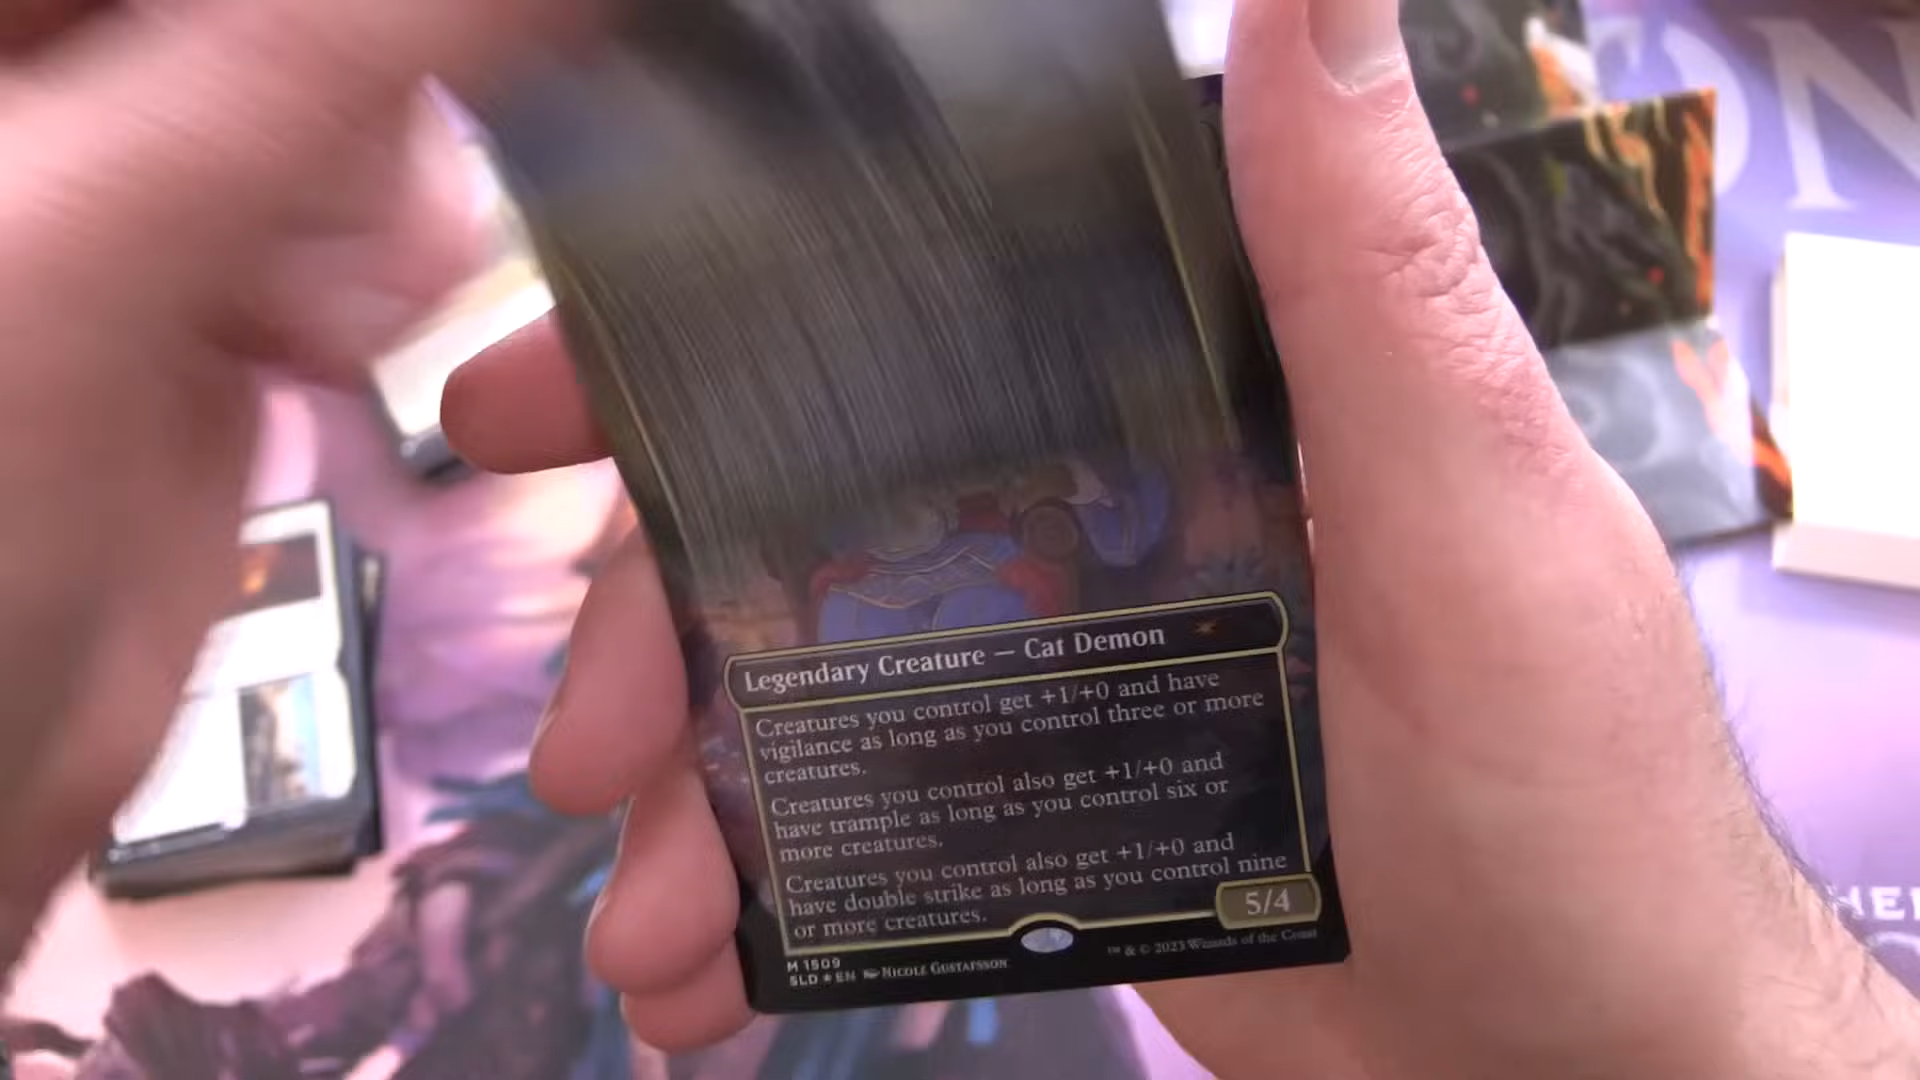 ON
Legendary Creature — Cat Demon
Creatures you control get +1/+0 and have
vigilance as long as you control three or more
creatures.
Creatures you control also get +1/+0 and
have trample as long as you control six or
more creatures.
Creatures you control also get +1/+0 and
have double strike as long as you control nine
or more creatures.
5/4
M 1509
SLD ★ EN NICOLE GUSTAFSSON
™ & © 2023 Wizards of the Coast
HE